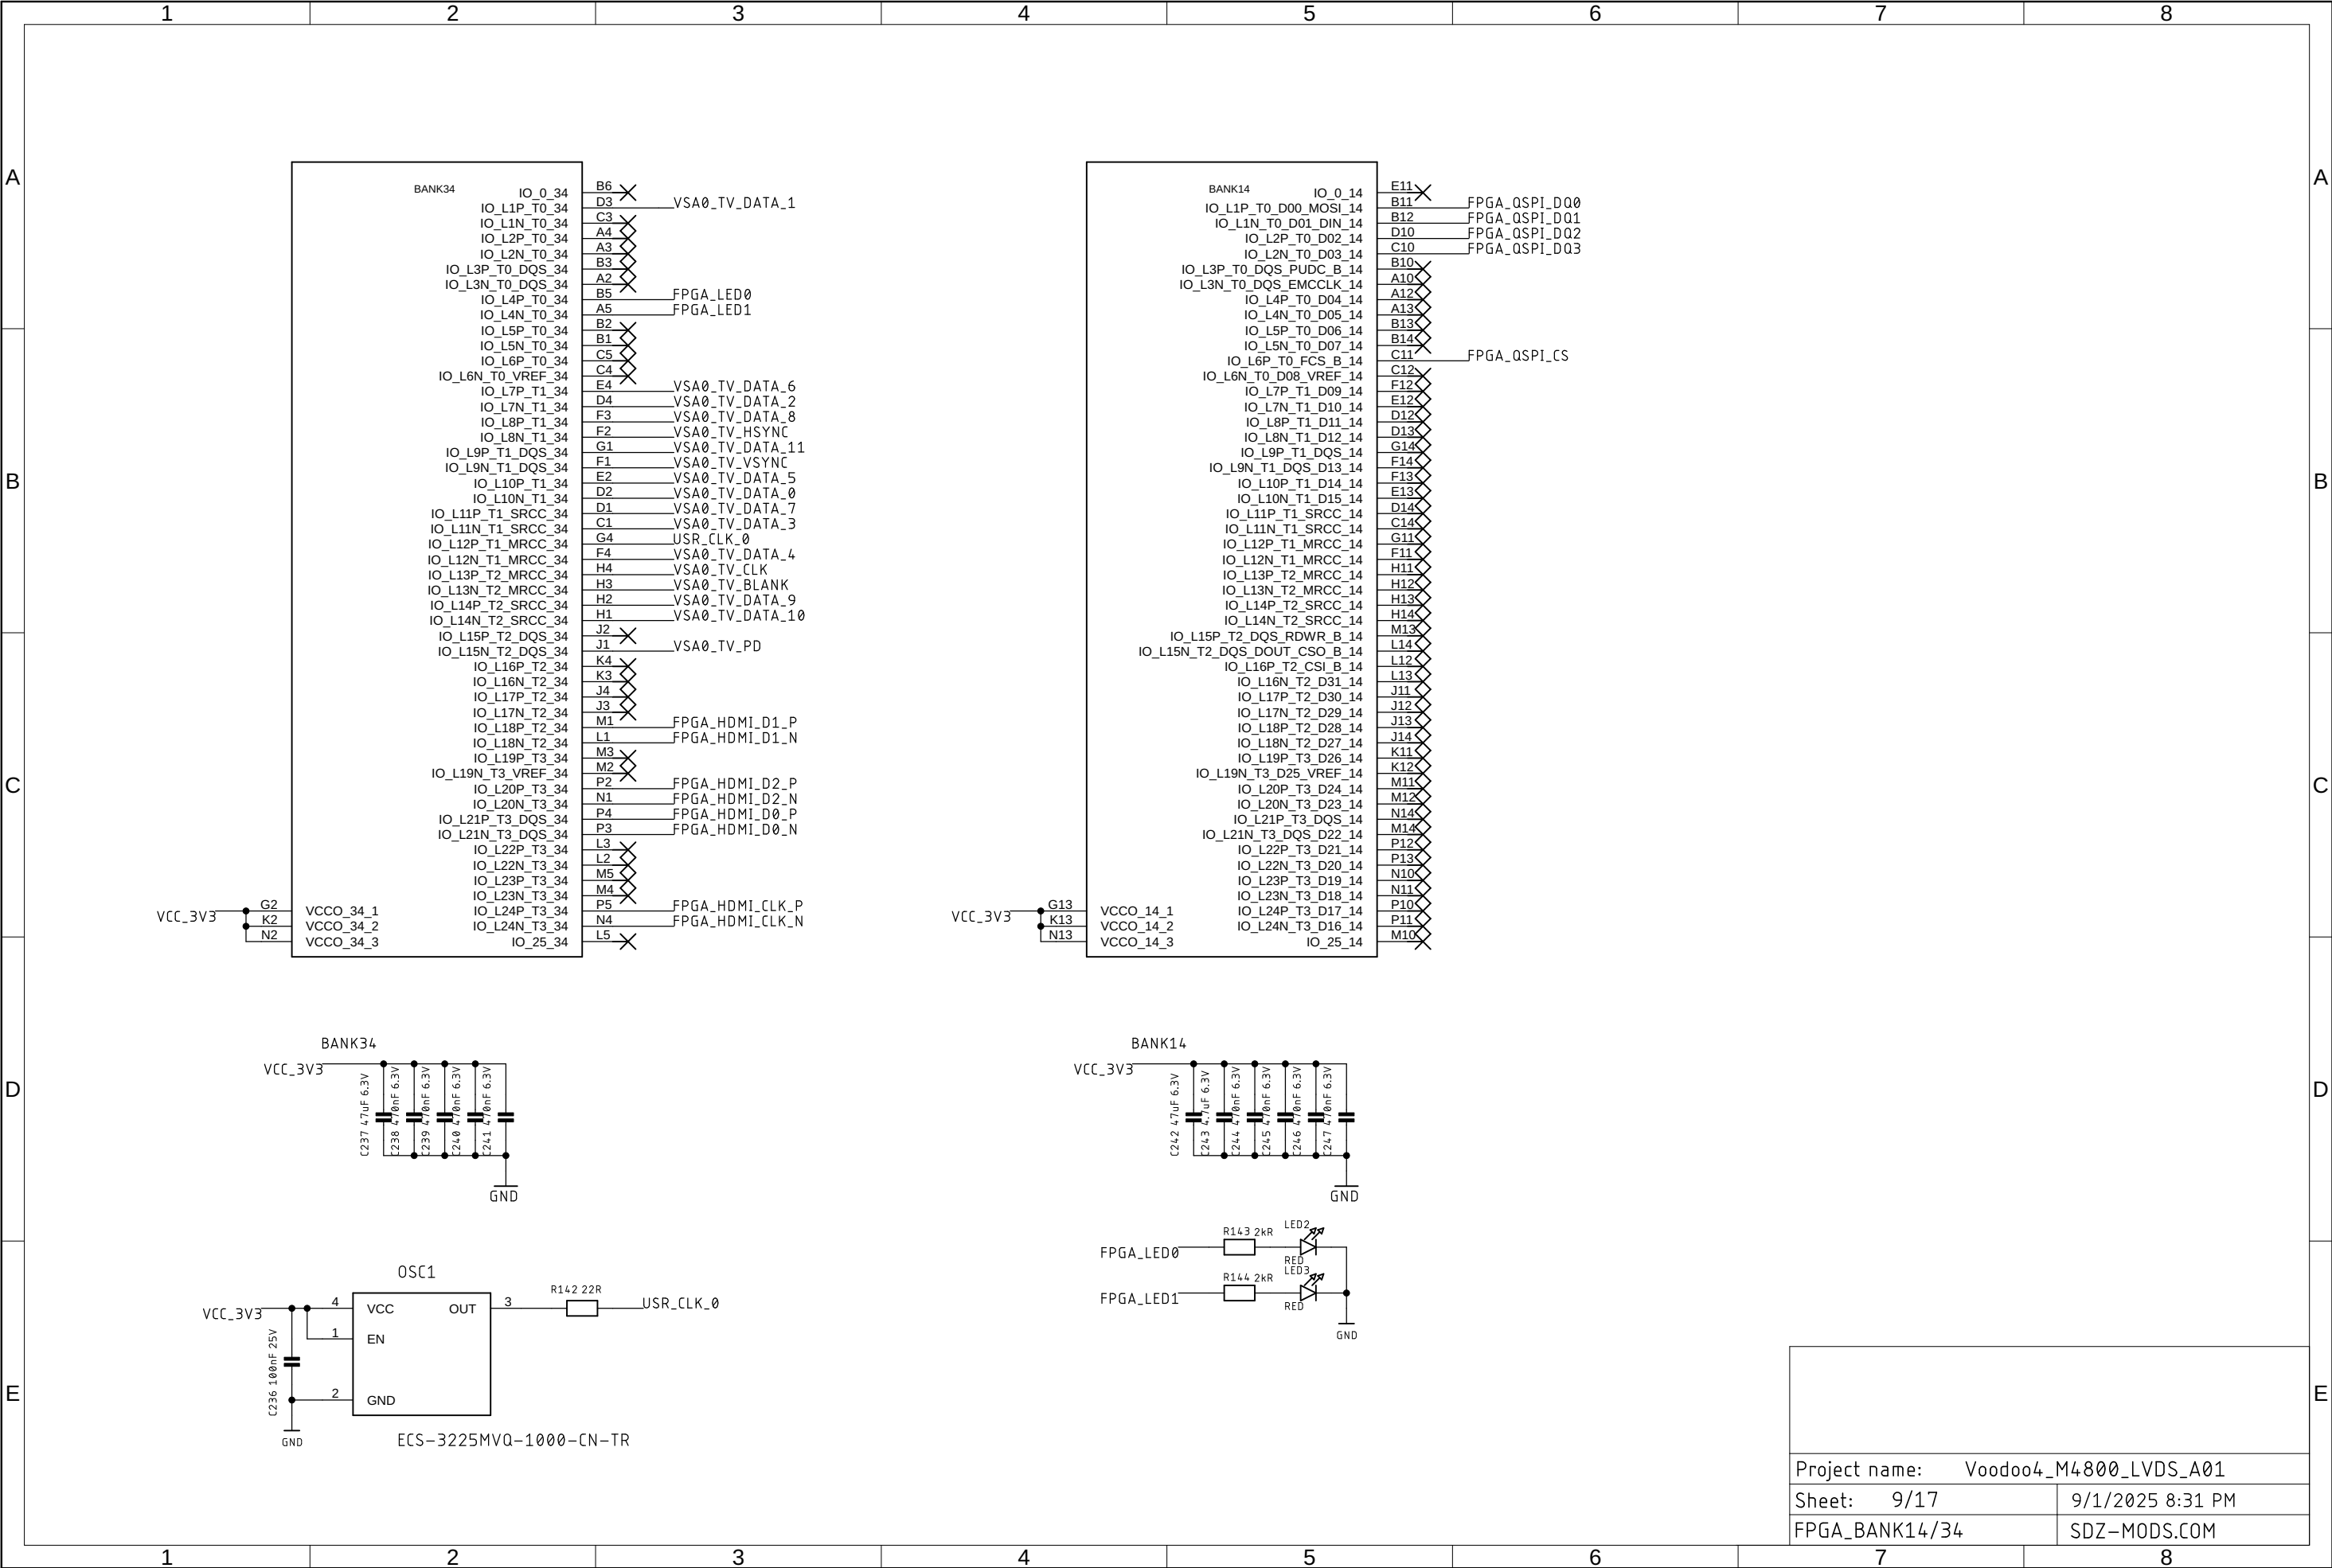 1 2 3 4 5 6 7 8
A A
B B
C C
D D
E E
BANK34
IO_0_34 B6
IO_L1P_T0_34 D3 VSA0_TV_DATA_1
IO_L1N_T0_34 C3
IO_L2P_T0_34 A4
IO_L2N_T0_34 A3
IO_L3P_T0_DQS_34 B3
IO_L3N_T0_DQS_34 A2
IO_L4P_T0_34 B5 FPGA_LED0
IO_L4N_T0_34 A5 FPGA_LED1
IO_L5P_T0_34 B2
IO_L5N_T0_34 B1
IO_L6P_T0_34 C5
IO_L6N_T0_VREF_34 C4
IO_L7P_T1_34 E4 VSA0_TV_DATA_6
IO_L7N_T1_34 D4 VSA0_TV_DATA_2
IO_L8P_T1_34 F3 VSA0_TV_DATA_8
IO_L8N_T1_34 F2 VSA0_TV_HSYNC
IO_L9P_T1_DQS_34 G1 VSA0_TV_DATA_11
IO_L9N_T1_DQS_34 F1 VSA0_TV_VSYNC
IO_L10P_T1_34 E2 VSA0_TV_DATA_5
IO_L10N_T1_34 D2 VSA0_TV_DATA_0
IO_L11P_T1_SRCC_34 D1 VSA0_TV_DATA_7
IO_L11N_T1_SRCC_34 C1 VSA0_TV_DATA_3
IO_L12P_T1_MRCC_34 G4 USR_CLK_0
IO_L12N_T1_MRCC_34 F4 VSA0_TV_DATA_4
IO_L13P_T2_MRCC_34 H4 VSA0_TV_CLK
IO_L13N_T2_MRCC_34 H3 VSA0_TV_BLANK
IO_L14P_T2_SRCC_34 H2 VSA0_TV_DATA_9
IO_L14N_T2_SRCC_34 H1 VSA0_TV_DATA_10
IO_L15P_T2_DQS_34 J2
IO_L15N_T2_DQS_34 J1 VSA0_TV_PD
IO_L16P_T2_34 K4
IO_L16N_T2_34 K3
IO_L17P_T2_34 J4
IO_L17N_T2_34 J3
IO_L18P_T2_34 M1 FPGA_HDMI_D1_P
IO_L18N_T2_34 L1 FPGA_HDMI_D1_N
IO_L19P_T3_34 M3
IO_L19N_T3_VREF_34 M2
IO_L20P_T3_34 P2 FPGA_HDMI_D2_P
IO_L20N_T3_34 N1 FPGA_HDMI_D2_N
IO_L21P_T3_DQS_34 P4 FPGA_HDMI_D0_P
IO_L21N_T3_DQS_34 P3 FPGA_HDMI_D0_N
IO_L22P_T3_34 L3
IO_L22N_T3_34 L2
IO_L23P_T3_34 M5
IO_L23N_T3_34 M4
VCC_3V3 G2 VCCO_34_1 IO_L24P_T3_34 P5 FPGA_HDMI_CLK_P
K2 VCCO_34_2 IO_L24N_T3_34 N4 FPGA_HDMI_CLK_N
N2 VCCO_34_3 IO_25_34 L5
BANK14
IO_0_14 E11
IO_L1P_T0_D00_MOSI_14 B11 FPGA_QSPI_DQ0
IO_L1N_T0_D01_DIN_14 B12 FPGA_QSPI_DQ1
IO_L2P_T0_D02_14 D10 FPGA_QSPI_DQ2
IO_L2N_T0_D03_14 C10 FPGA_QSPI_DQ3
IO_L3P_T0_DQS_PUDC_B_14 B10
IO_L3N_T0_DQS_EMCCLK_14 A10
IO_L4P_T0_D04_14 A12
IO_L4N_T0_D05_14 A13
IO_L5P_T0_D06_14 B13
IO_L5N_T0_D07_14 B14
IO_L6P_T0_FCS_B_14 C11 FPGA_QSPI_CS
IO_L6N_T0_D08_VREF_14 C12
IO_L7P_T1_D09_14 F12
IO_L7N_T1_D10_14 E12
IO_L8P_T1_D11_14 D12
IO_L8N_T1_D12_14 D13
IO_L9P_T1_DQS_14 G14
IO_L9N_T1_DQS_D13_14 F14
IO_L10P_T1_D14_14 F13
IO_L10N_T1_D15_14 E13
IO_L11P_T1_SRCC_14 D14
IO_L11N_T1_SRCC_14 C14
IO_L12P_T1_MRCC_14 G11
IO_L12N_T1_MRCC_14 F11
IO_L13P_T2_MRCC_14 H11
IO_L13N_T2_MRCC_14 H12
IO_L14P_T2_SRCC_14 H13
IO_L14N_T2_SRCC_14 H14
IO_L15P_T2_DQS_RDWR_B_14 M13
IO_L15N_T2_DQS_DOUT_CSO_B_14 L14
IO_L16P_T2_CSI_B_14 L12
IO_L16N_T2_D31_14 L13
IO_L17P_T2_D30_14 J11
IO_L17N_T2_D29_14 J12
IO_L18P_T2_D28_14 J13
IO_L18N_T2_D27_14 J14
IO_L19P_T3_D26_14 K11
IO_L19N_T3_D25_VREF_14 K12
IO_L20P_T3_D24_14 M11
IO_L20N_T3_D23_14 M12
IO_L21P_T3_DQS_14 N14
IO_L21N_T3_DQS_D22_14 M14
IO_L22P_T3_D21_14 P12
IO_L22N_T3_D20_14 P13
IO_L23P_T3_D19_14 N10
IO_L23N_T3_D18_14 N11
VCC_3V3 G13 VCCO_14_1 IO_L24P_T3_D17_14 P10
K13 VCCO_14_2 IO_L24N_T3_D16_14 P11
N13 VCCO_14_3 IO_25_14 M10
BANK34
VCC_3V3
C237 47uF 6.3V
C238 470nF 6.3V
C239 470nF 6.3V
C240 470nF 6.3V
C241 470nF 6.3V
GND
BANK14
VCC_3V3
C242 47uF 6.3V
C243 4.7uF 6.3V
C244 470nF 6.3V
C245 470nF 6.3V
C246 470nF 6.3V
C247 470nF 6.3V
GND
FPGA_LED0 R143 2kR LED2 RED
FPGA_LED1 R144 2kR LED3 RED
GND
OSC1
VCC_3V3 4 VCC OUT 3 R142 22R USR_CLK_0
1 EN
C236 100nF 25V
2 GND
GND
ECS-3225MVQ-1000-CN-TR
Project name: Voodoo4_M4800_LVDS_A01
Sheet: 9/17 9/1/2025 8:31 PM
FPGA_BANK14/34 SDZ-MODS.COM
1 2 3 4 5 6 7 8